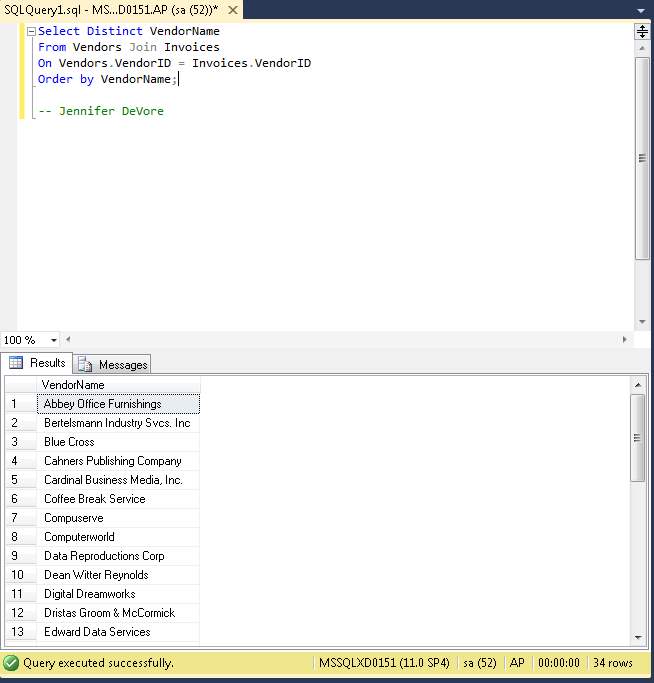 SQLQuery1.sql - MS...D0151.AP (sa (52))*
Select Distinct VendorName
From Vendors Join Invoices
On Vendors.VendorID = Invoices.VendorID
Order by VendorName;
-- Jennifer DeVore
100 %
Results Messages
VendorName
1 Abbey Office Furnishings
2 Bertelsmann Industry Svcs. Inc
3 Blue Cross
4 Cahners Publishing Company
5 Cardinal Business Media, Inc.
6 Coffee Break Service
7 Compuserve
8 Computerworld
9 Data Reproductions Corp
10 Dean Witter Reynolds
11 Digital Dreamworks
12 Dristas Groom & McCormick
13 Edward Data Services
Query executed successfully. MSSQLXD0151 (11.0 SP4) sa (52) AP 00:00:00 34 rows